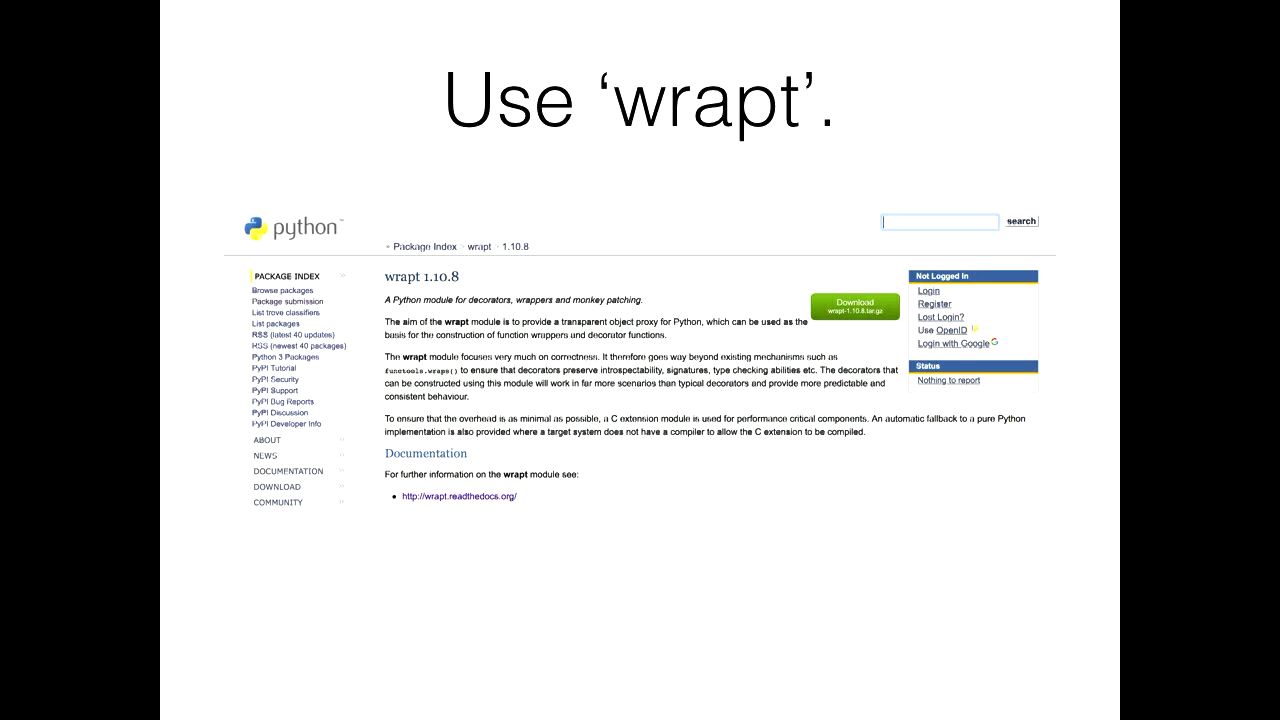 Use ‘wrapt’.
python™
search
Package Index
wrapt
1.10.8
PACKAGE INDEX
Browse packages
Package submission
List trove classifiers
List packages
RSS (latest 40 updates)
RSS (newest 40 packages)
Python 3 Packages
PyPI Tutorial
PyPI Security
PyPI Support
PyPI Bug Reports
PyPI Discussion
PyPI Developer Info
ABOUT
NEWS
DOCUMENTATION
DOWNLOAD
COMMUNITY
wrapt 1.10.8
A Python module for decorators, wrappers and monkey patching.
Download
wrapt-1.10.8.tar.gz
The aim of the wrapt module is to provide a transparent object proxy for Python, which can be used as the
basis for the construction of function wrappers and decorator functions.
The wrapt module focuses very much on correctness. It therefore goes way beyond existing mechanisms such as
functools.wraps() to ensure that decorators preserve introspectability, signatures, type checking abilities etc. The decorators that
can be constructed using this module will work in far more scenarios than typical decorators and provide more predictable and
consistent behaviour.
To ensure that the overhead is as minimal as possible, a C extension module is used for performance critical components. An automatic fallback to a pure Python
implementation is also provided where a target system does not have a compiler to allow the C extension to be compiled.
Documentation
For further information on the wrapt module see:
http://wrapt.readthedocs.org/
Not Logged In
Login
Register
Lost Login?
Use OpenID
Login with Google
Status
Nothing to report